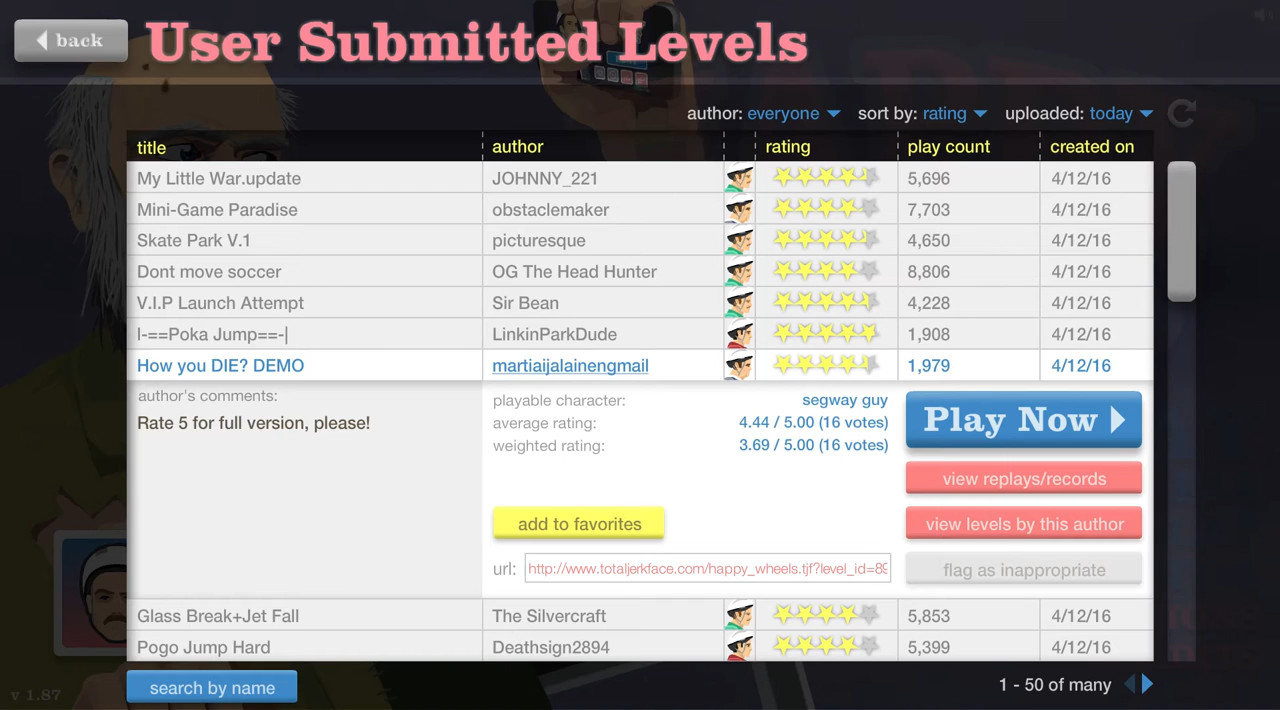 back
User Submitted Levels
author: everyone sort by: rating uploaded: today
title author rating play count created on
My Little War.update JOHNNY_221 5,696 4/12/16
Mini-Game Paradise obstaclemaker 7,703 4/12/16
Skate Park V.1 picturesque 4,650 4/12/16
Dont move soccer OG The Head Hunter 8,806 4/12/16
V.I.P Launch Attempt Sir Bean 4,228 4/12/16
|-==Poka Jump==-| LinkinParkDude 1,908 4/12/16
How you DIE? DEMO martiaijalainengmail 1,979 4/12/16
author's comments:
Rate 5 for full version, please!
playable character: segway guy
average rating: 4.44 / 5.00 (16 votes)
weighted rating: 3.69 / 5.00 (16 votes)
Play Now
view replays/records
add to favorites
view levels by this author
url: http://www.totaljerkface.com/happy_wheels.tjf?level_id=89
flag as inappropriate
Glass Break+Jet Fall The Silvercraft 5,853 4/12/16
Pogo Jump Hard Deathsign2894 5,399 4/12/16
v 1.87
search by name
1 - 50 of many